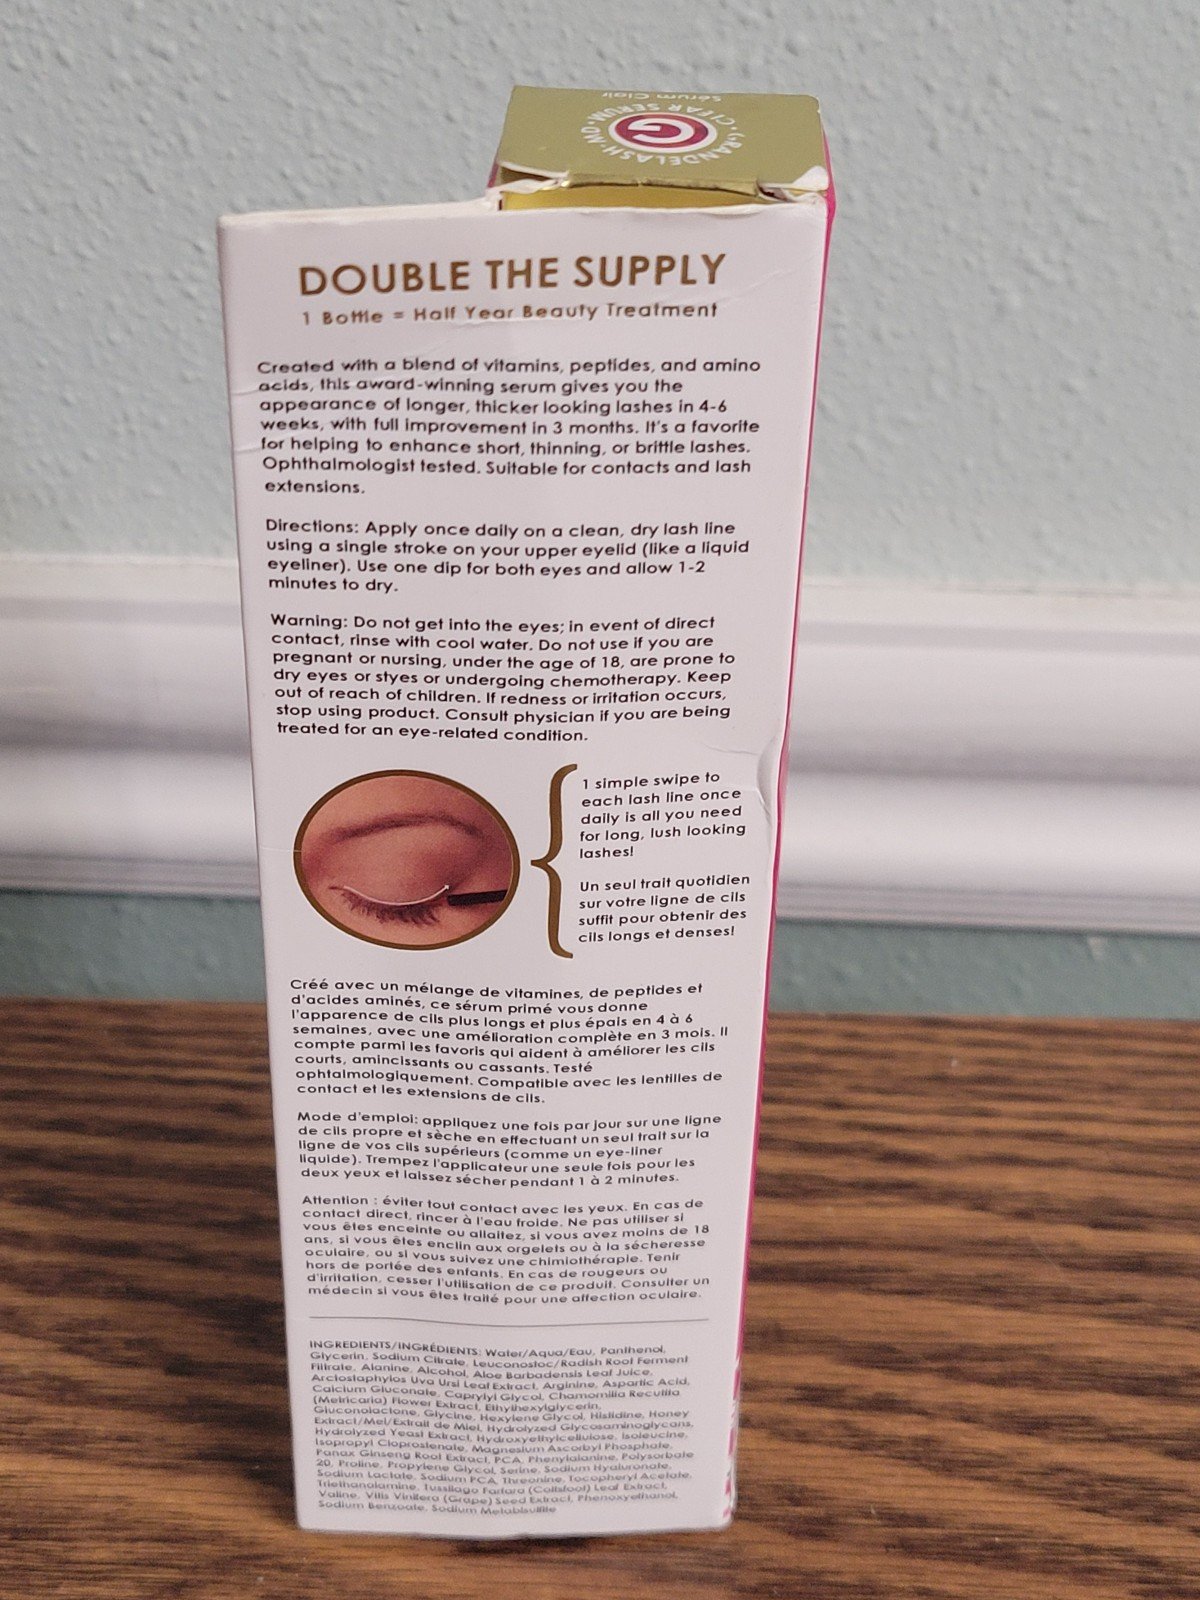 Sérum Clair
•GRANDELASH-MD•
CLEAR SERUM
G
DOUBLE THE SUPPLY
1 Bottle = Half Year Beauty Treatment
Created with a blend of vitamins, peptides, and amino
acids, this award-winning serum gives you the
appearance of longer, thicker looking lashes in 4-6
weeks, with full improvement in 3 months. It's a favorite
for helping to enhance short, thinning, or brittle lashes.
Ophthalmologist tested. Suitable for contacts and lash
extensions.
Directions: Apply once daily on a clean, dry lash line
using a single stroke on your upper eyelid (like a liquid
eyeliner). Use one dip for both eyes and allow 1-2
minutes to dry.
Warning: Do not get into the eyes; in event of direct
contact, rinse with cool water. Do not use if you are
pregnant or nursing, under the age of 18, are prone to
dry eyes or styes or undergoing chemotherapy. Keep
out of reach of children. If redness or irritation occurs,
stop using product. Consult physician if you are being
treated for an eye-related condition.
1 simple swipe to
each lash line once
daily is all you need
for long, lush looking
lashes!
Un seul trait quotidien
sur votre ligne de cils
suffit pour obtenir des
cils longs et denses!
Créé avec un mélange de vitamines, de peptides et
d'acides aminés, ce sérum primé vous donne
l'apparence de cils plus longs et plus épais en 4 à 6
semaines, avec une amélioration complète en 3 mois. Il
compte parmi les favoris qui aident à améliorer les cils
courts, amincissants ou cassants. Testé
ophtalmologiquement. Compatible avec les lentilles de
contact et les extensions de cils.
Mode d'emploi: appliquez une fois par jour sur une ligne
de cils propre et sèche en effectuant un seul trait sur la
ligne de vos cils supérieurs (comme un eye-liner
liquide). Trempez l'applicateur une seule fois pour les
deux yeux et laissez sécher pendant 1 à 2 minutes.
Attention : éviter tout contact avec les yeux. En cas de
contact direct, rincer à l'eau froide. Ne pas utiliser si
vous êtes enceinte ou allaitez, si vous avez moins de 18
ans, si vous êtes enclin aux orgelets ou à la sécheresse
oculaire, ou si vous suivez une chimiothérapie. Tenir
hors de portée des enfants. En cas de rougeurs ou
d'irritation, cesser l'utilisation de ce produit. Consulter un
médecin si vous êtes traité pour une affection oculaire.
INGREDIENTS/INGRÉDIENTS: Water/Aqua/Eau, Panthenol,
Glycerin, Sodium Citrate, Leuconostoc/Radish Root Ferment
Filtrate, Alanine, Alcohol, Aloe Barbadensis Leaf Juice,
Arctostaphylos Uva Ursi Leaf Extract, Arginine, Aspartic Acid,
Calcium Gluconate, Caprylyl Glycol, Chamomilla Recutita
(Matricaria) Flower Extract, Ethylhexylglycerin,
Gluconolactone, Glycine, Hexylene Glycol, Histidine, Honey
Extract/Mel/Extrait de Miel, Hydrolyzed Glycosaminoglycans,
Hydrolyzed Yeast Extract, Hydroxyethylcellulose, Isoleucine,
Isopropyl Cloprostenate, Magnesium Ascorbyl Phosphate,
Panax Ginseng Root Extract, PCA, Phenylalanine, Polysorbate
20, Proline, Propylene Glycol, Serine, Sodium Hyaluronate,
Sodium Lactate, Sodium PCA, Threonine, Tocopheryl Acetate,
Triethanolamine, Tussilago Farfara (Coltsfoot) Leaf Extract,
Valine, Vitis Vinifera (Grape) Seed Extract, Phenoxyethanol,
Sodium Benzoate, Sodium Metabisulfite